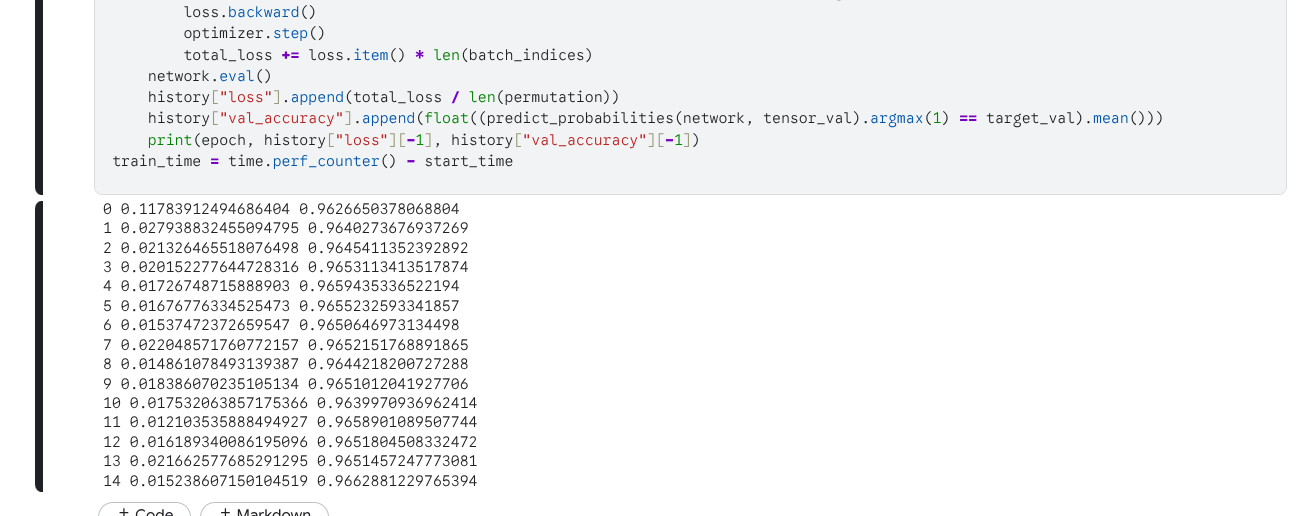 loss.backward()
optimizer.step()
total_loss += loss.item() * len(batch_indices)
network.eval()
history["loss"].append(total_loss / len(permutation))
history["val_accuracy"].append(float((predict_probabilities(network, tensor_val).argmax(1) == target_val).mean()))
print(epoch, history["loss"][-1], history["val_accuracy"][-1])
train_time = time.perf_counter() - start_time
0 0.11783912494686404 0.9626650378068804
1 0.027938832455094795 0.9640273676937269
2 0.021326465518076498 0.9645411352392892
3 0.020152277644728316 0.9653113413517874
4 0.01726748715888903 0.9659435336522194
5 0.01676776334525473 0.9655232593341857
6 0.01537472372659547 0.9650646973134498
7 0.022048571760772157 0.9652151768891865
8 0.014861078493139387 0.9644218200727288
9 0.018386070235105134 0.9651012041927706
10 0.017532063857175366 0.9639970936962414
11 0.012103535888494927 0.9658901089507744
12 0.016189340086195096 0.9651804508332472
13 0.021662577685291295 0.9651457247773081
14 0.015238607150104519 0.9662881229765394
+ Code + Markdown